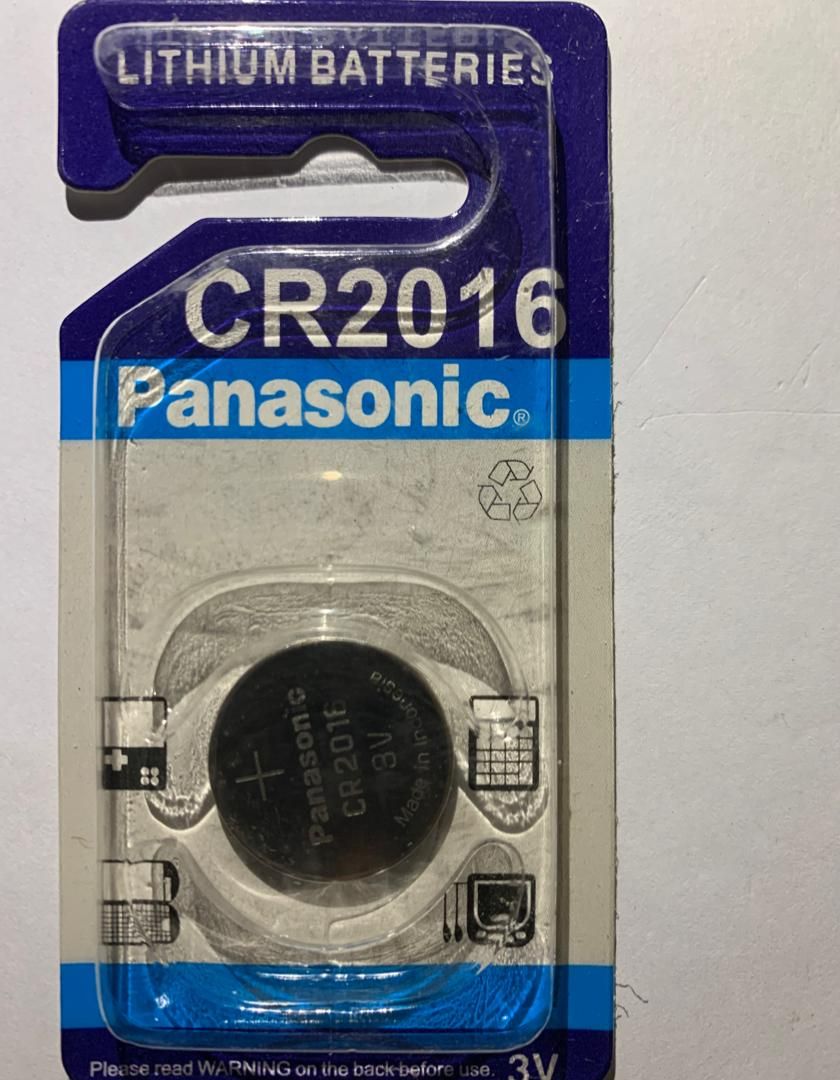 LITHIUM BATTERIES
CR2016
Panasonic®
Panasonic
CR2016
3V
Made in Indonesia
Please read WARNING on the back before use.
3V